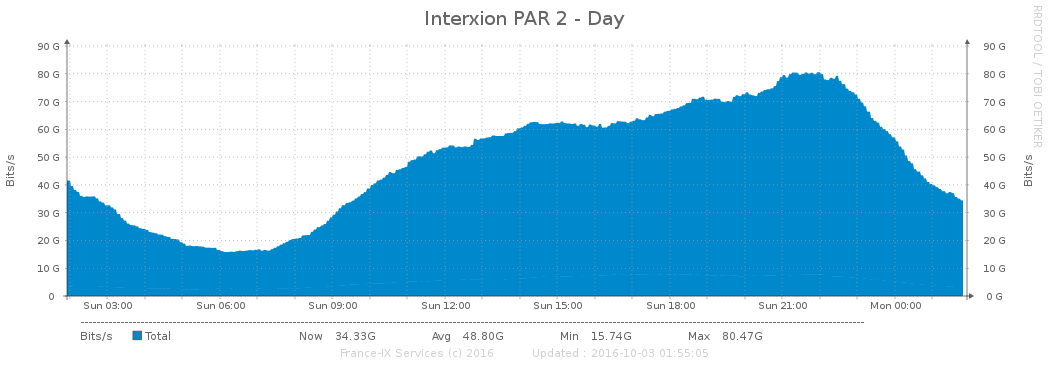 Interxion PAR 2 - Day
RRDTOOL / TOBI OETIKER
90 G 90 G
80 G 80 G
70 G 70 G
60 G 60 G
50 G 50 G
40 G 40 G
30 G 30 G
20 G 20 G
10 G 10 G
0 0 G
Bits/s
Bits/s
Sun 03:00 Sun 06:00 Sun 09:00 Sun 12:00 Sun 15:00 Sun 18:00 Sun 21:00 Mon 00:00
Bits/s Total Now 34.33G Avg 48.80G Min 15.74G Max 80.47G
France-IX Services (c) 2016 Updated : 2016-10-03 01:55:05